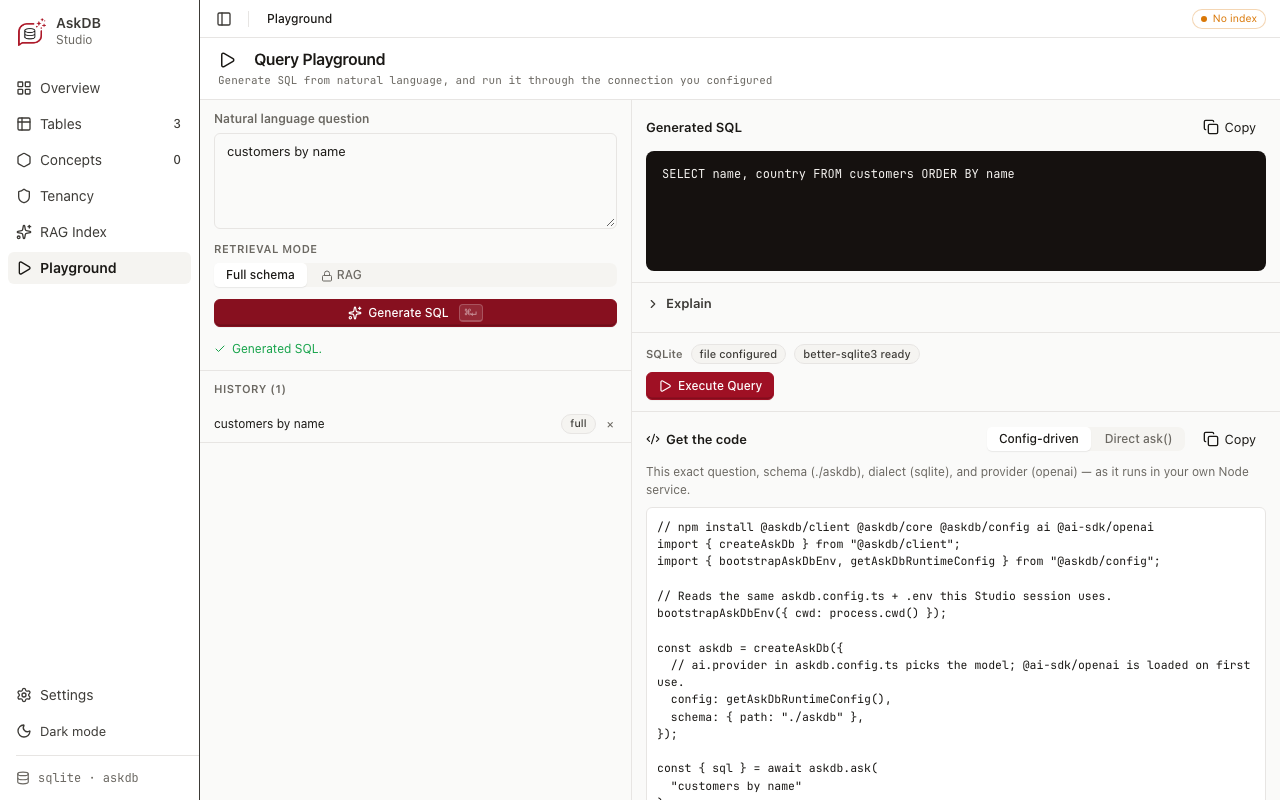 AskDB
Studio
Overview
Tables 3
Concepts 0
Tenancy
RAG Index
Playground
Settings
Dark mode
sqlite · askdb
Playground
No index
Query Playground
Generate SQL from natural language, and run it through the connection you configured
Natural language question
customers by name
RETRIEVAL MODE
Full schema RAG
Generate SQL ⌘↵
Generated SQL.
HISTORY (1)
customers by name full ×
Generated SQL Copy
SELECT name, country FROM customers ORDER BY name
Explain
SQLite file configured better-sqlite3 ready
Execute Query
Get the code Config-driven Direct ask() Copy
This exact question, schema (./askdb), dialect (sqlite), and provider (openai) — as it runs in your own Node
service.
// npm install @askdb/client @askdb/core @askdb/config ai @ai-sdk/openai
import { createAskDb } from "@askdb/client";
import { bootstrapAskDbEnv, getAskDbRuntimeConfig } from "@askdb/config";
// Reads the same askdb.config.ts + .env this Studio session uses.
bootstrapAskDbEnv({ cwd: process.cwd() });
const askdb = createAskDb({
// ai.provider in askdb.config.ts picks the model; @ai-sdk/openai is loaded on first
use.
config: getAskDbRuntimeConfig(),
schema: { path: "./askdb" },
});
const { sql } = await askdb.ask(
"customers by name"